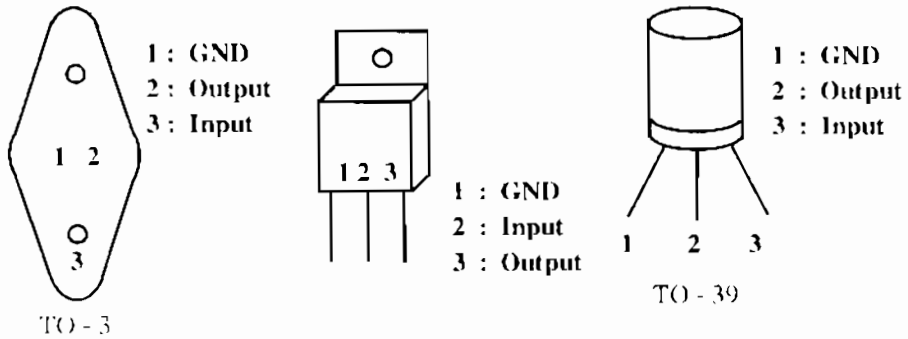 1 : GND
2 : Output
3 : Input
1 2
3
TO - 3
1 2 3
1 : GND
2 : Input
3 : Output
1 : GND
2 : Output
3 : Input
1 2 3
TO - 39